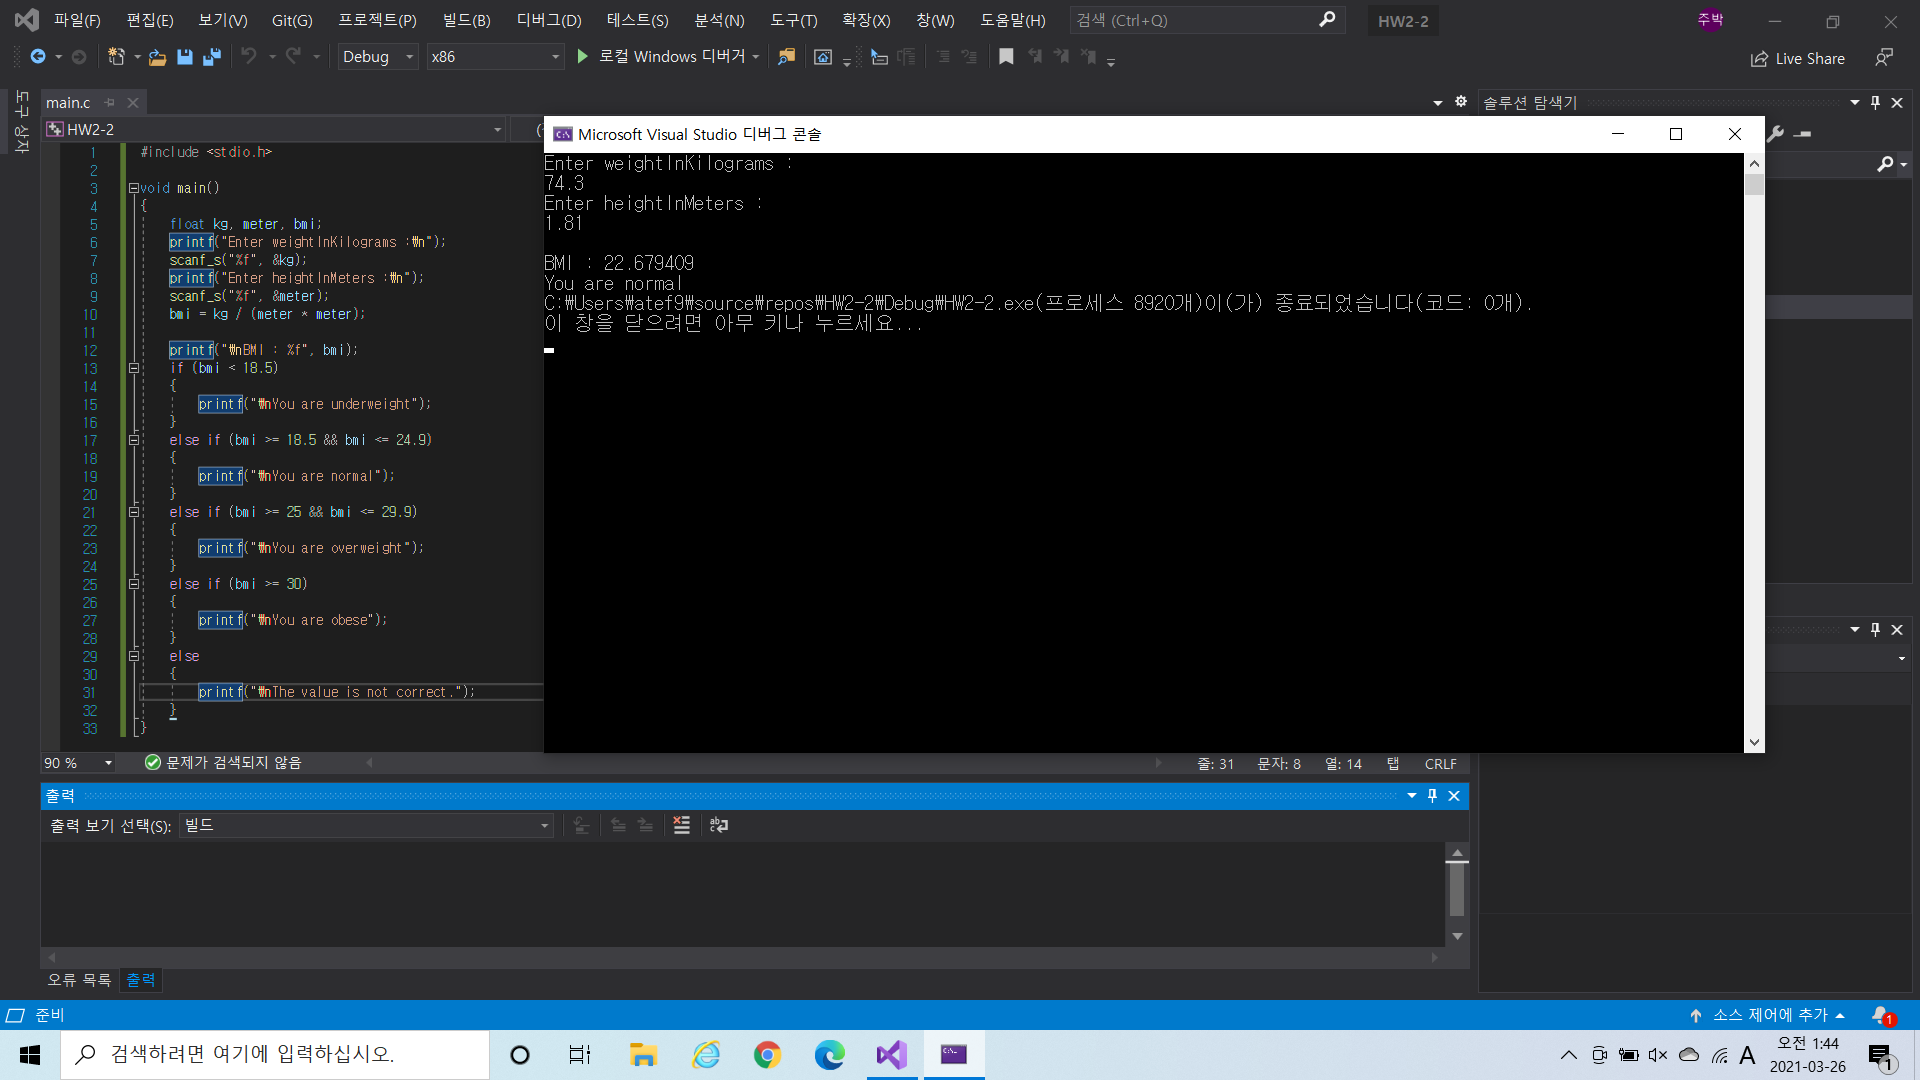 파일(F) 편집(E) 보기(V) Git(G) 프로젝트(P) 빌드(B) 디버그(D) 테스트(S) 분석(N) 도구(T) 확장(X) 창(W) 도움말(H) 검색 (Ctrl+Q) HW2-2 주박
Debug x86 로컬 Windows 디버거 Live Share
도구 상자
main.c
솔루션 탐색기
HW2-2
Microsoft Visual Studio 디버그 콘솔
Enter weightInKilograms :
74.3
Enter heightInMeters :
1.81
BMI : 22.679409
You are normal
C:₩Users₩atef9₩source₩repos₩HW2-2₩Debug₩HW2-2.exe(프로세스 8920개)이(가) 종료되었습니다(코드: 0개).
이 창을 닫으려면 아무 키나 누르세요...
1 #include <stdio.h>
2
3 void main()
4 {
5 float kg, meter, bmi;
6 printf("Enter weightInKilograms :₩n");
7 scanf_s("%f", &kg);
8 printf("Enter heightInMeters :₩n");
9 scanf_s("%f", &meter);
10 bmi = kg / (meter * meter);
11
12 printf("₩nBMI : %f", bmi);
13 if (bmi < 18.5)
14 {
15 printf("₩nYou are underweight");
16 }
17 else if (bmi >= 18.5 && bmi <= 24.9)
18 {
19 printf("₩nYou are normal");
20 }
21 else if (bmi >= 25 && bmi <= 29.9)
22 {
23 printf("₩nYou are overweight");
24 }
25 else if (bmi >= 30)
26 {
27 printf("₩nYou are obese");
28 }
29 else
30 {
31 printf("₩nThe value is not correct.");
32 }
33 }
90 % 문제가 검색되지 않음 줄: 31 문자: 8 열: 14 탭 CRLF
출력
출력 보기 선택(S): 빌드
오류 목록 출력
준비 소스 제어에 추가 1
검색하려면 여기에 입력하십시오. A 오전 1:44
2021-03-26 1